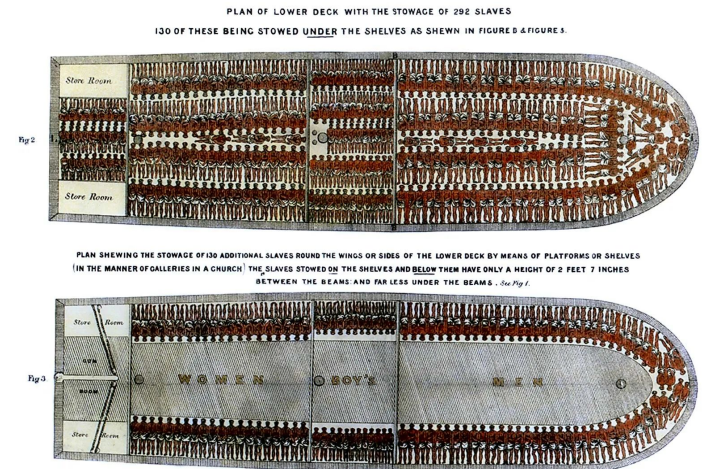 PLAN OF LOWER DECK WITH THE STOWAGE OF 292 SLAVES
130 OF THESE BEING STOWED UNDER THE SHELVES AS SHEWN IN FIGURE D & FIGURE 5.
Store Room
Fig 2
Store Room
PLAN SHEWING THE STOWAGE OF 130 ADDITIONAL SLAVES ROUND THE WINGS OR SIDES OF THE LOWER DECK BY MEANS OF PLATFORMS OR SHELVES
(IN THE MANNER OF GALLERIES IN A CHURCH) THE SLAVES STOWED ON THE SHELVES AND BELOW THEM HAVE ONLY A HEIGHT OF 2 FEET 7 INCHES
BETWEEN THE BEAMS: AND FAR LESS UNDER THE BEAMS. See Fig 1.
Store Room
GUN
Fig 3
WOMEN BOY'S MEN
ROOM
Store Room